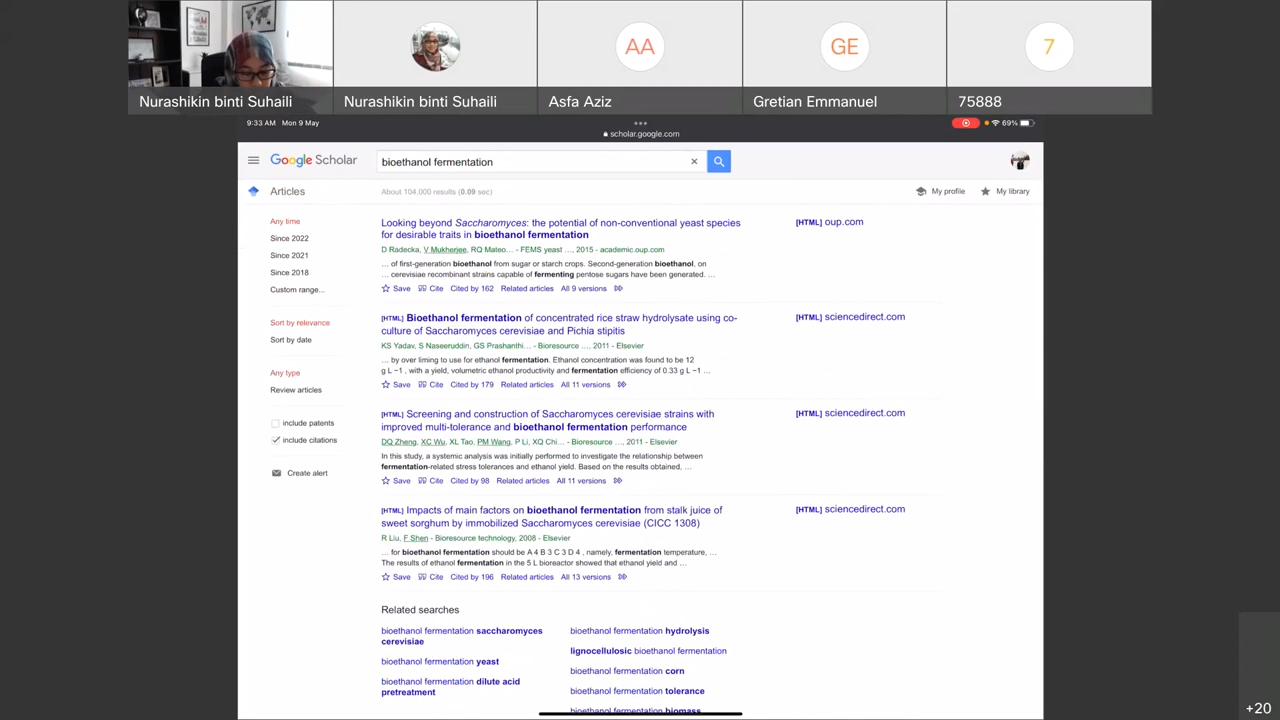 AA
GE
7
Nurashikin binti Suhaili
Nurashikin binti Suhaili
Asfa Aziz
Gretian Emmanuel
75888
9:33 AM Mon 9 May
69%
scholar.google.com
Google Scholar
bioethanol fermentation
Articles
About 104,000 results (0.09 sec)
My profile
My library
Any time
Since 2022
Since 2021
Since 2018
Custom range...
Sort by relevance
Sort by date
Any type
Review articles
include patents
include citations
Create alert
Looking beyond Saccharomyces: the potential of non-conventional yeast species
for desirable traits in bioethanol fermentation
D Radecka, V Mukherjee, RQ Mateo... - FEMS yeast ..., 2015 - academic.oup.com
... of first-generation bioethanol from sugar or starch crops. Second-generation bioethanol, on
... cerevisiae recombinant strains capable of fermenting pentose sugars have been generated. ...
Save Cite Cited by 162 Related articles All 9 versions
[HTML] oup.com
[HTML] Bioethanol fermentation of concentrated rice straw hydrolysate using co-
culture of Saccharomyces cerevisiae and Pichia stipitis
KS Yadav, S Naseeruddin, GS Prashanthi... - Bioresource ..., 2011 - Elsevier
... by over liming to use for ethanol fermentation. Ethanol concentration was found to be 12
g L −1 , with a yield, volumetric ethanol productivity and fermentation efficiency of 0.33 g L −1 ...
Save Cite Cited by 179 Related articles All 11 versions
[HTML] sciencedirect.com
[HTML] Screening and construction of Saccharomyces cerevisiae strains with
improved multi-tolerance and bioethanol fermentation performance
DQ Zheng, XC Wu, XL Tao, PM Wang, P Li, XQ Chi... - Bioresource ..., 2011 - Elsevier
In this study, a systematic analysis was initially performed to investigate the relationship between
fermentation-related stress tolerances and ethanol yield. Based on the results obtained, ...
Save Cite Cited by 98 Related articles All 11 versions
[HTML] sciencedirect.com
[HTML] Impacts of main factors on bioethanol fermentation from stalk juice of
sweet sorghum by immobilized Saccharomyces cerevisiae (CICC 1308)
R Liu, F Shen - Bioresource technology, 2008 - Elsevier
... for bioethanol fermentation should be A 4 B 3 C 3 D 4 , namely, fermentation temperature, ...
The results of ethanol fermentation in the 5 L bioreactor showed that ethanol yield and ...
Save Cite Cited by 196 Related articles All 13 versions
[HTML] sciencedirect.com
Related searches
bioethanol fermentation saccharomyces
cerevisiae
bioethanol fermentation yeast
bioethanol fermentation dilute acid
pretreatment
bioethanol fermentation hydrolysis
lignocellulosic bioethanol fermentation
bioethanol fermentation corn
bioethanol fermentation tolerance
bioethanol fermentation biomass
+20